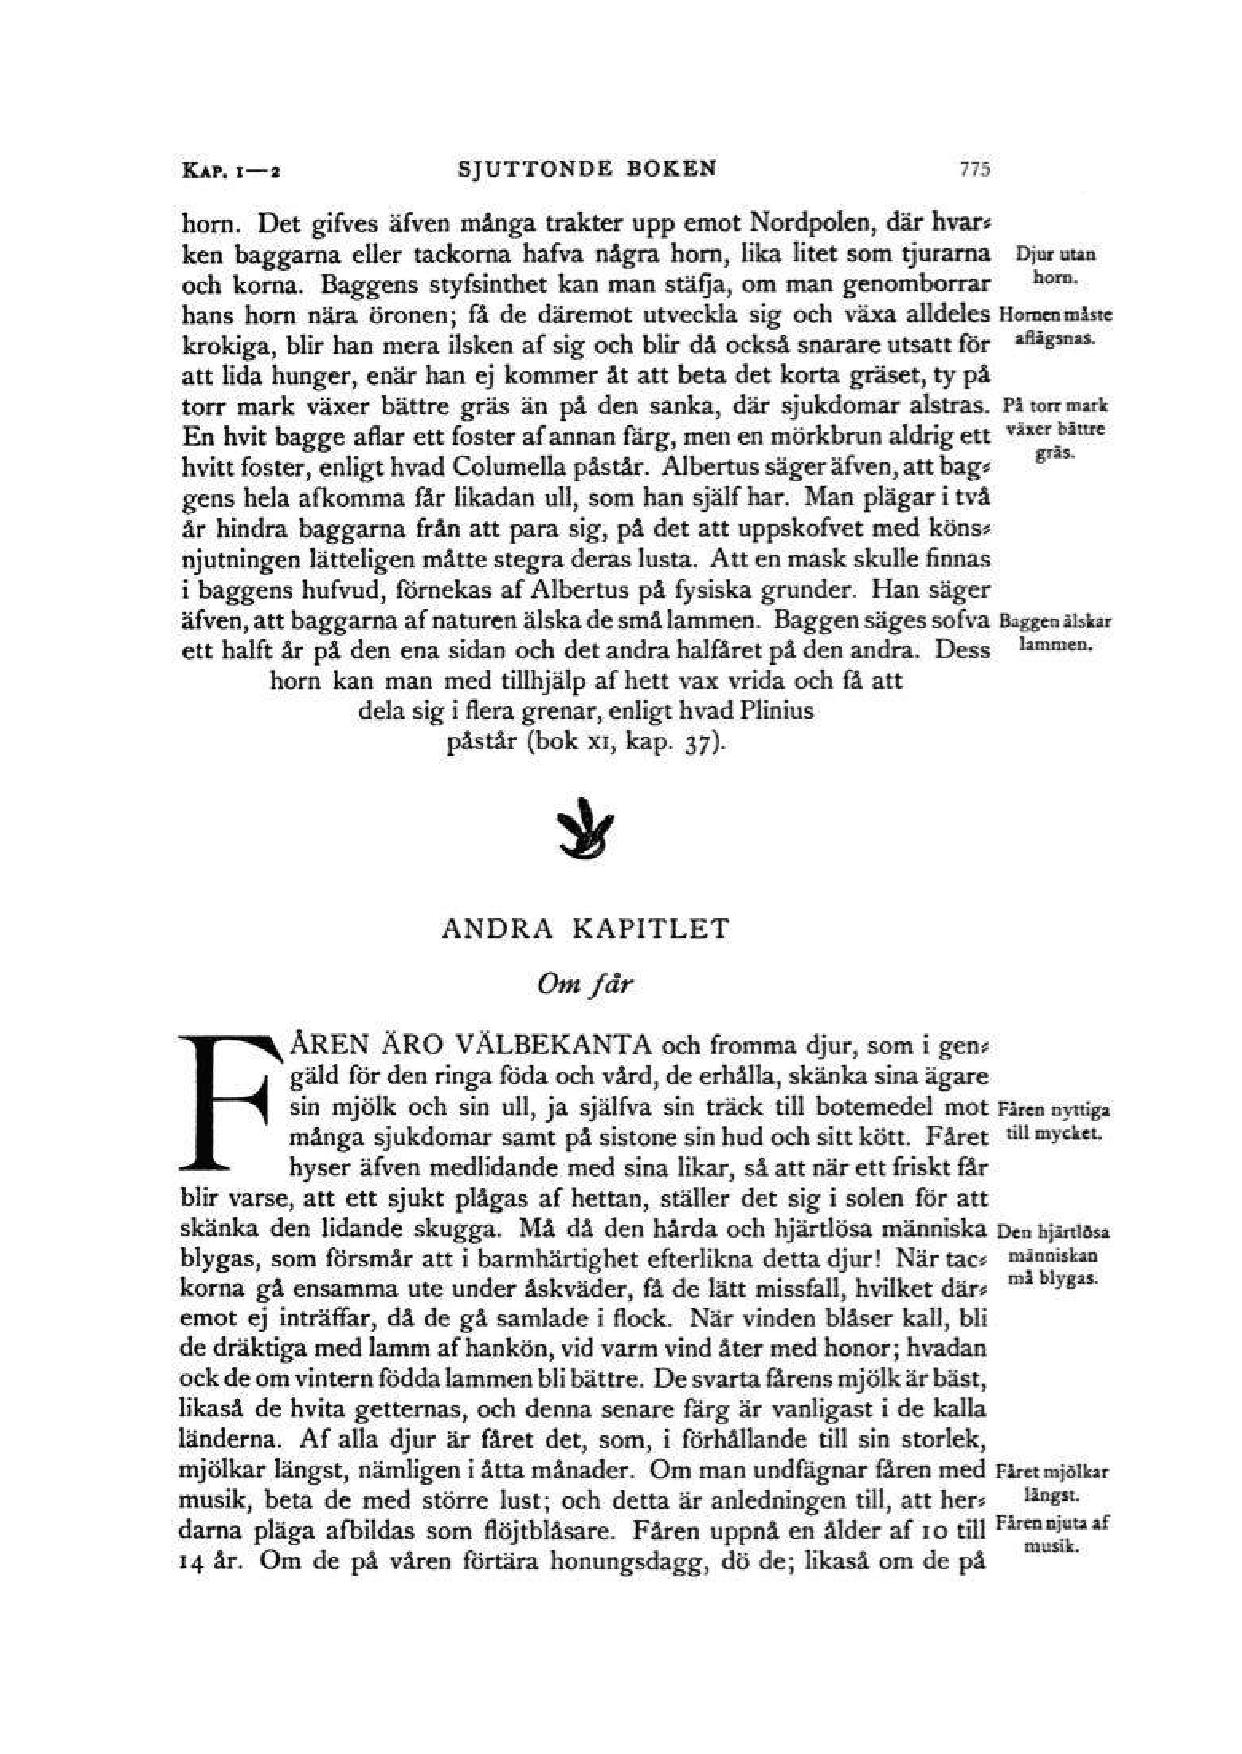 KAP. 1—2 SJUTTONDE BOKEN 775
horn. Det gifves äfven många trakter upp emot Nordpolen, där hvar⸗
ken baggarna eller tackorna hafva några horn, lika litet som tjurarna
Djur utan
och korna. Baggens styfsinthet kan man stäfja, om man genomborrar
horn.
hans horn nära öronen; få de däremot utveckla sig och växa alldeles
Hornen måste
krokiga, blir han mera ilsken af sig och blir då också snarare utsatt för
aflägsnas.
att lida hunger, enär han ej kommer åt att beta det korta gräset, ty på
torr mark växer bättre gräs än på den sanka, där sjukdomar alstras.
På torr mark
En hvit bagge aflar ett foster af annan färg, men en mörkbrun aldrig ett
växer bättre
hvitt foster, enligt hvad Columella påstår. Albertus säger äfven, att bag⸗
gräs.
gens hela afkomma får likadan ull, som han själf har. Man plägar i två
år hindra baggarna från att para sig, på det att uppskofvet med köns⸗
njutningen lätteligen måtte stegra deras lusta. Att en mask skulle finnas
i baggens hufvud, förnekas af Albertus på fysiska grunder. Han säger
äfven, att baggarna af naturen älska de små lammen. Baggen säges sofva
Baggen älskar
ett halft år på den ena sidan och det andra halfåret på den andra. Dess
lammen.
horn kan man med tillhjälp af hett vax vrida och få att
dela sig i flera grenar, enligt hvad Plinius
påstår (bok XI, kap. 37).
ANDRA KAPITLET
Om får
FÅREN ÄRO VÄLBEKANTA och fromma djur, som i gen⸗
gäld för den ringa föda och vård, de erhålla, skänka sina ägare
sin mjölk och sin ull, ja själfva sin träck till botemedel mot
Fåren nyttiga
många sjukdomar samt på sistone sin hud och sitt kött. Fåret
till mycket.
hyser äfven medlidande med sina likar, så att när ett friskt får
blir varse, att ett sjukt plågas af hettan, ställer det sig i solen för att
skänka den lidande skugga. Må då den hårda och hjärtlösa människa
Den hjärtlösa
blygas, som försmår att i barmhärtighet efterlikna detta djur! När tac⸗
människan
korna gå ensamma ute under åskväder, få de lätt missfall, hvilket där⸗
må blygas.
emot ej inträffar, då de gå samlade i flock. När vinden blåser kall, bli
de dräktiga med lamm af hankön, vid varm vind åter med honor; hvadan
ock de om vintern födda lammen bli bättre. De svarta fårens mjölk är bäst,
likaså de hvita getternas, och denna senare färg är vanligast i de kalla
länderna. Af alla djur är fåret det, som, i förhållande till sin storlek,
mjölkar längst, nämligen i åtta månader. Om man undfägnar fåren med
Fåret mjölkar
musik, beta de med större lust; och detta är anledningen till, att her⸗
längst.
darna pläga afbildas som flöjtblåsare. Fåren uppnå en ålder af 10 till
Fåren njuta af
14 år. Om de på våren förtära honungsdagg, dö de; likaså om de på
musik.